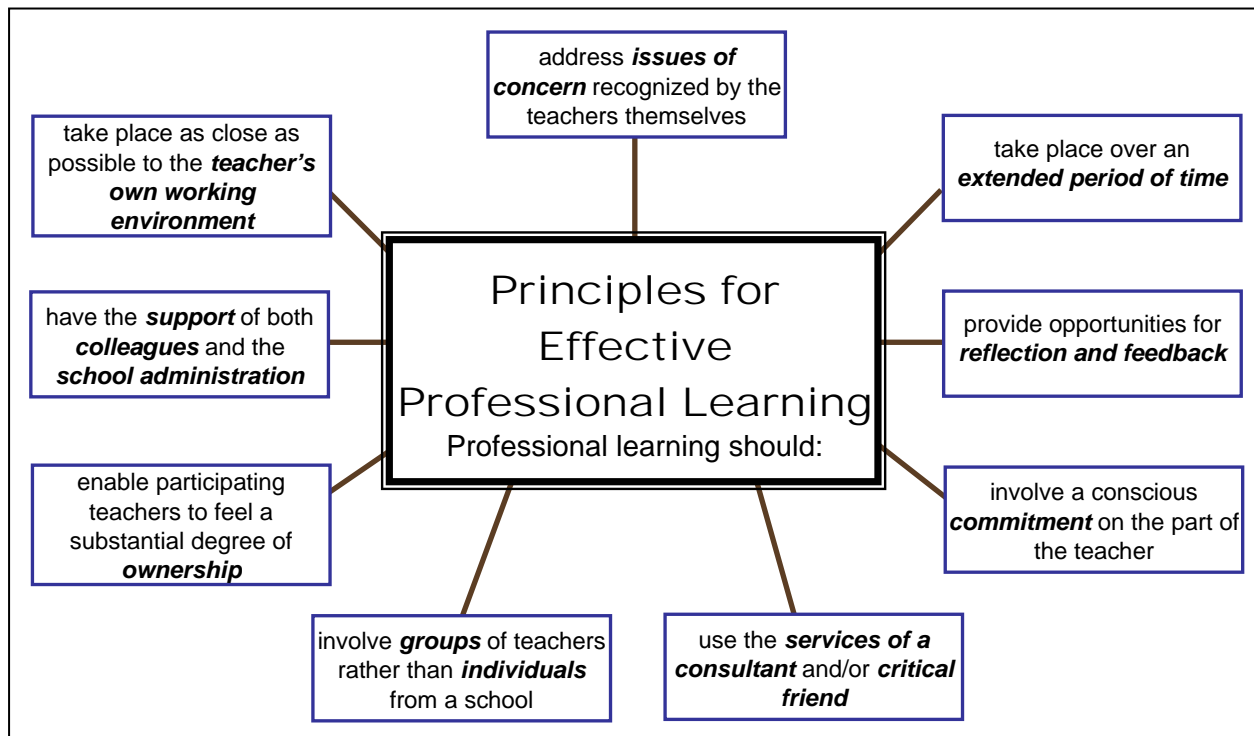 address issues of
concern recognized by the
teachers themselves
take place as close as
possible to the teacher’s
own working
environment
take place over an
extended period of time
Principles for
Effective
Professional Learning
Professional learning should:
have the support of both
colleagues and the
school administration
provide opportunities for
reflection and feedback
enable participating
teachers to feel a
substantial degree of
ownership
involve a conscious
commitment on the part of
the teacher
involve groups of teachers
rather than individuals
from a school
use the services of a
consultant and/or critical
friend